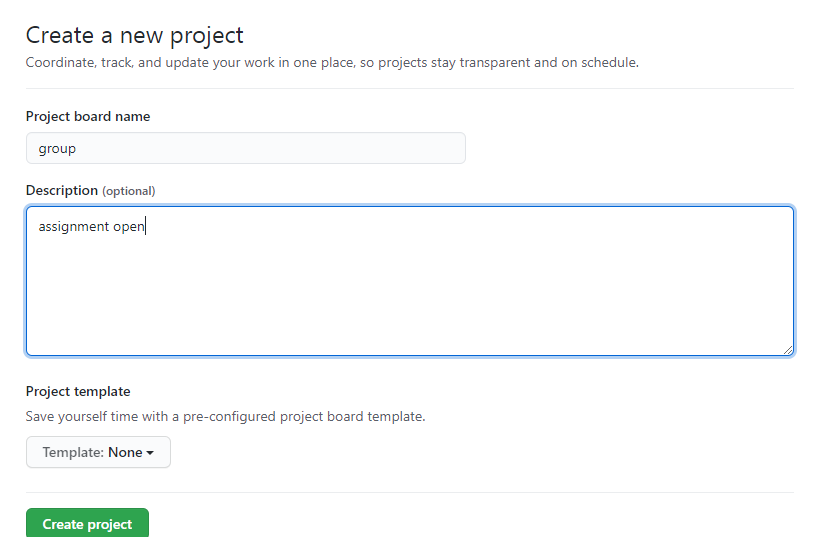 Create a new project
Coordinate, track, and update your work in one place, so projects stay transparent and on schedule.
Project board name
group
Description (optional)
assignment open
Project template
Save yourself time with a pre-configured project board template.
Template: None
Create project